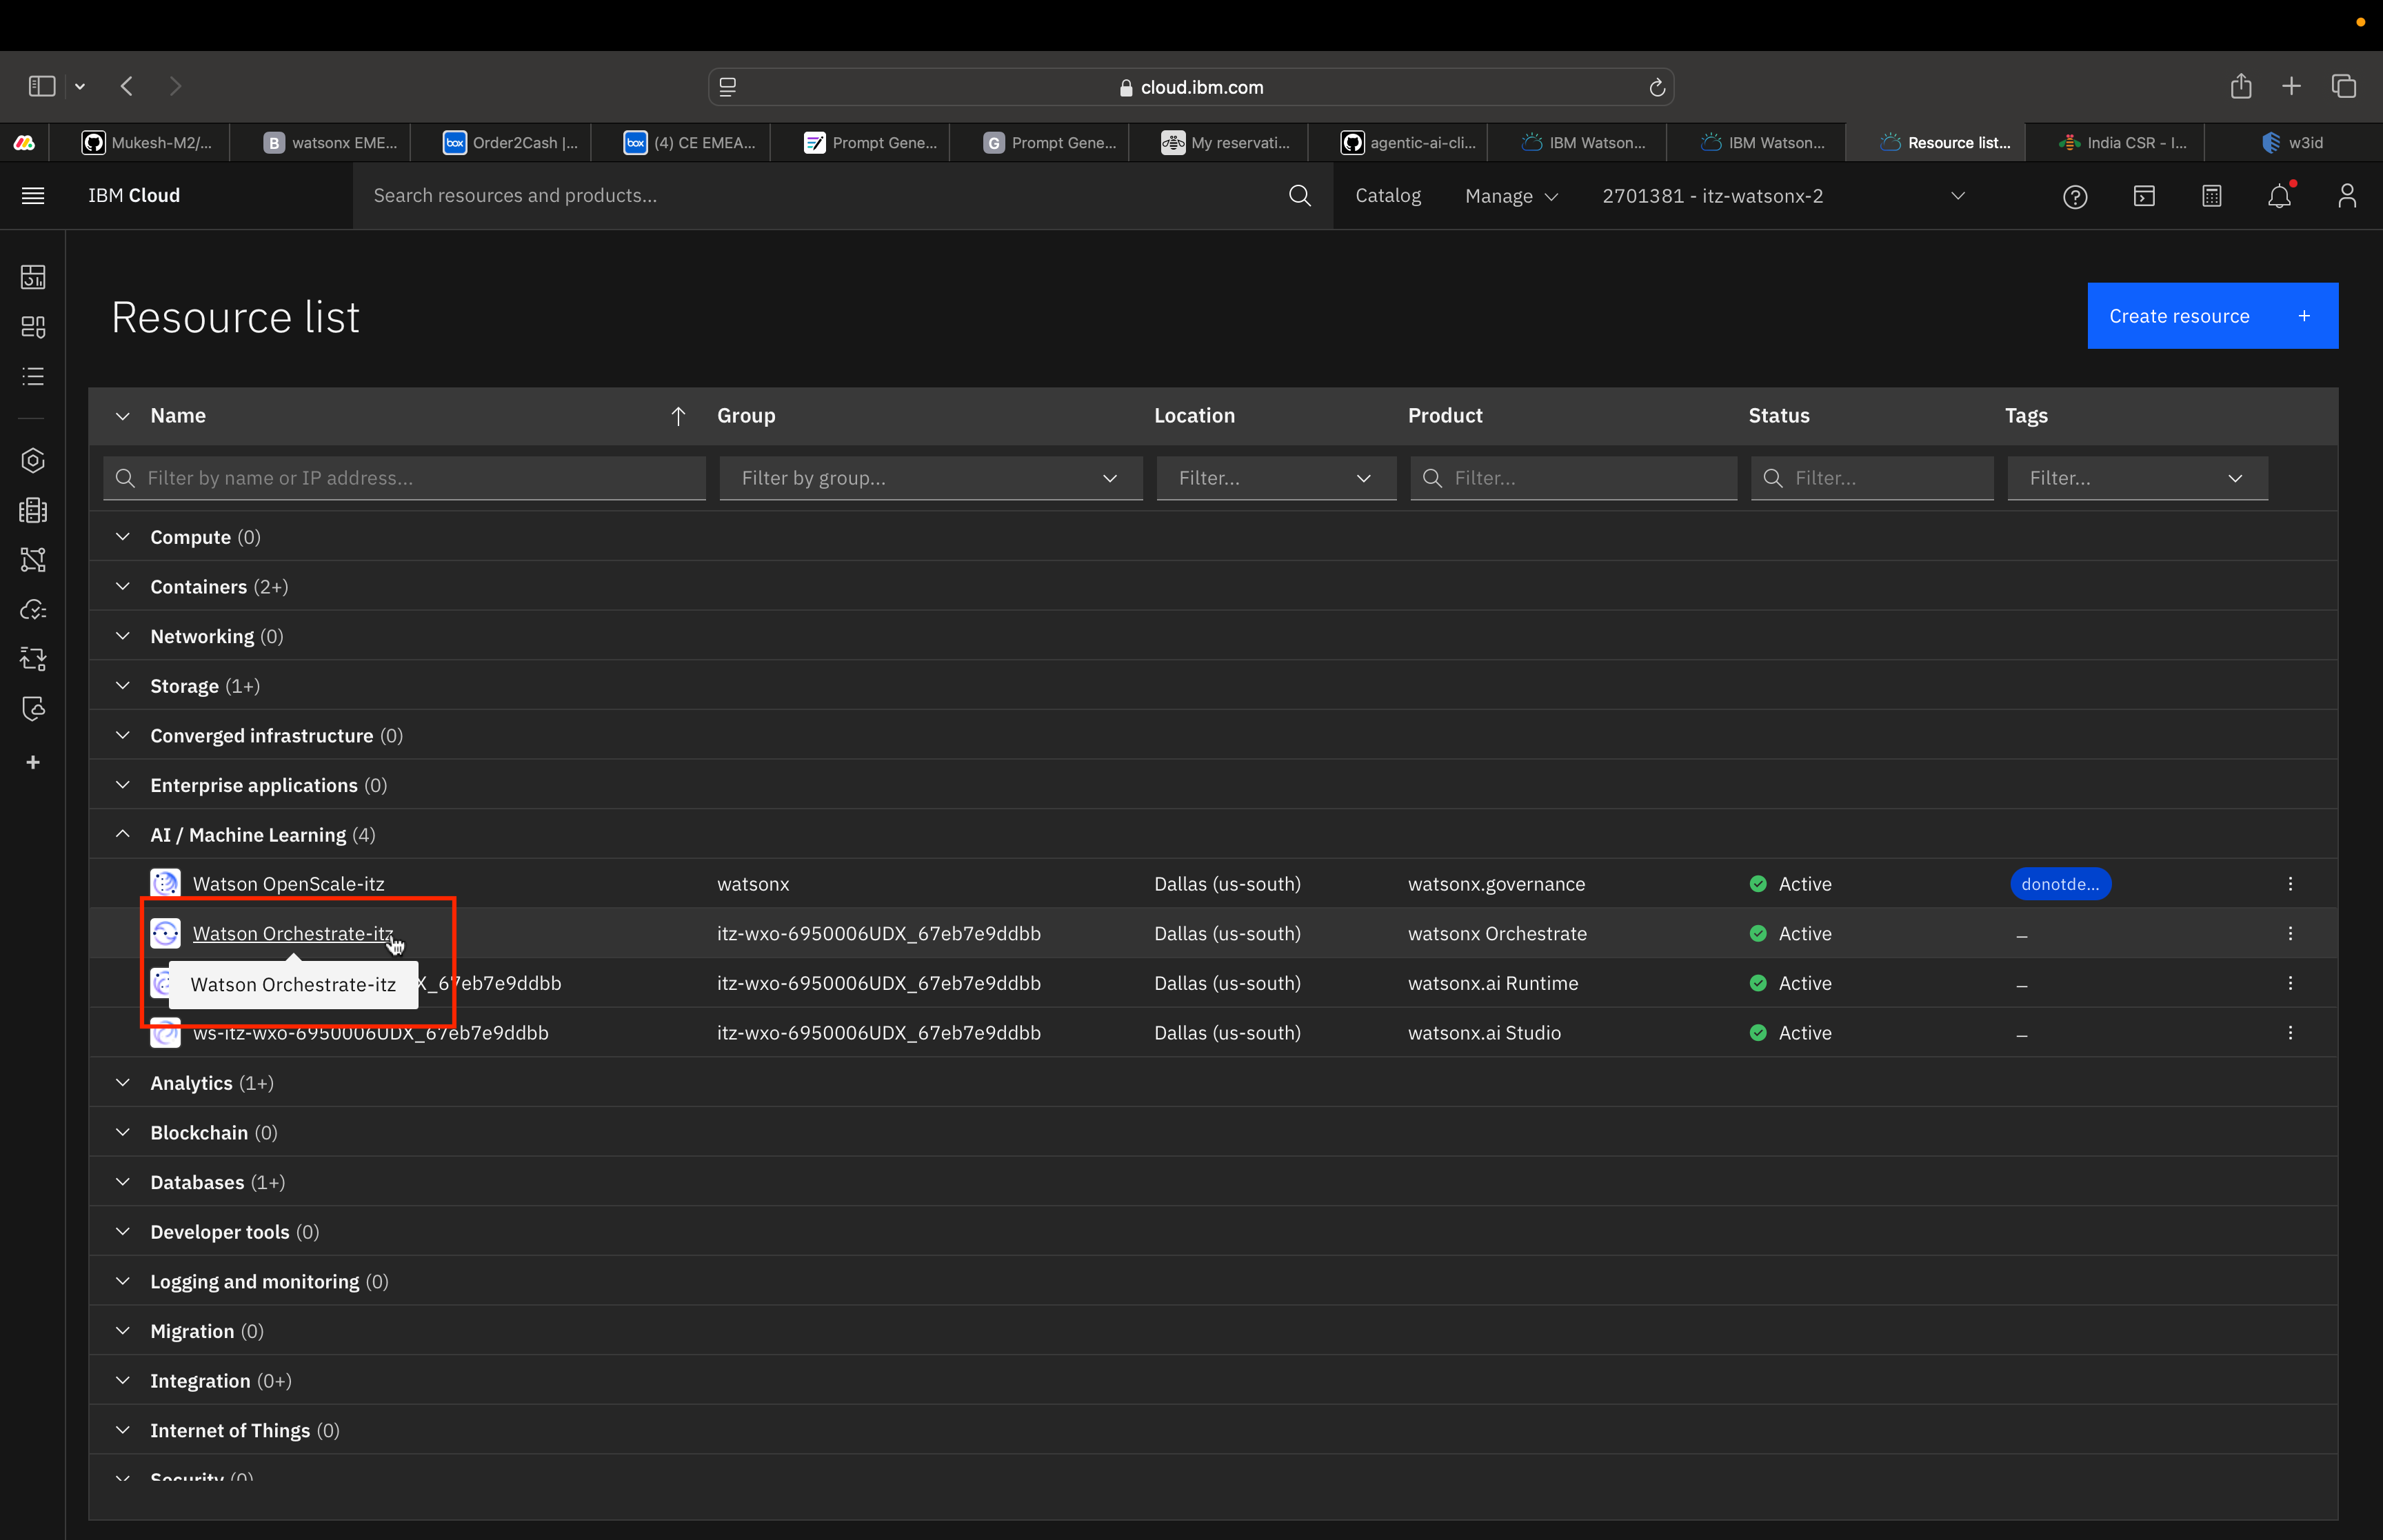 cloud.ibm.com
Mukesh-M2/...
B watsonx EME...
box Order2Cash |...
box (4) CE EMEA...
Prompt Gene...
G Prompt Gene...
My reservati...
agentic-ai-cli...
IBM Watson...
IBM Watson...
Resource list...
India CSR - I...
w3id
IBM Cloud
Search resources and products...
Catalog
Manage
2701381 - itz-watsonx-2
Resource list
Create resource +
Name Group Location Product Status Tags
Filter by name or IP address... Filter by group... Filter... Filter... Filter... Filter...
Compute (0)
Containers (2+)
Networking (0)
Storage (1+)
Converged infrastructure (0)
Enterprise applications (0)
AI / Machine Learning (4)
Watson OpenScale-itz watsonx Dallas (us-south) watsonx.governance Active donotde...
Watson Orchestrate-itz itz-wxo-6950006UDX_67eb7e9ddbb Dallas (us-south) watsonx Orchestrate Active –
Watson Orchestrate-itz X_67eb7e9ddbb itz-wxo-6950006UDX_67eb7e9ddbb Dallas (us-south) watsonx.ai Runtime Active –
ws-itz-wxo-6950006UDX_67eb7e9ddbb itz-wxo-6950006UDX_67eb7e9ddbb Dallas (us-south) watsonx.ai Studio Active –
Analytics (1+)
Blockchain (0)
Databases (1+)
Developer tools (0)
Logging and monitoring (0)
Migration (0)
Integration (0+)
Internet of Things (0)
Security (0)